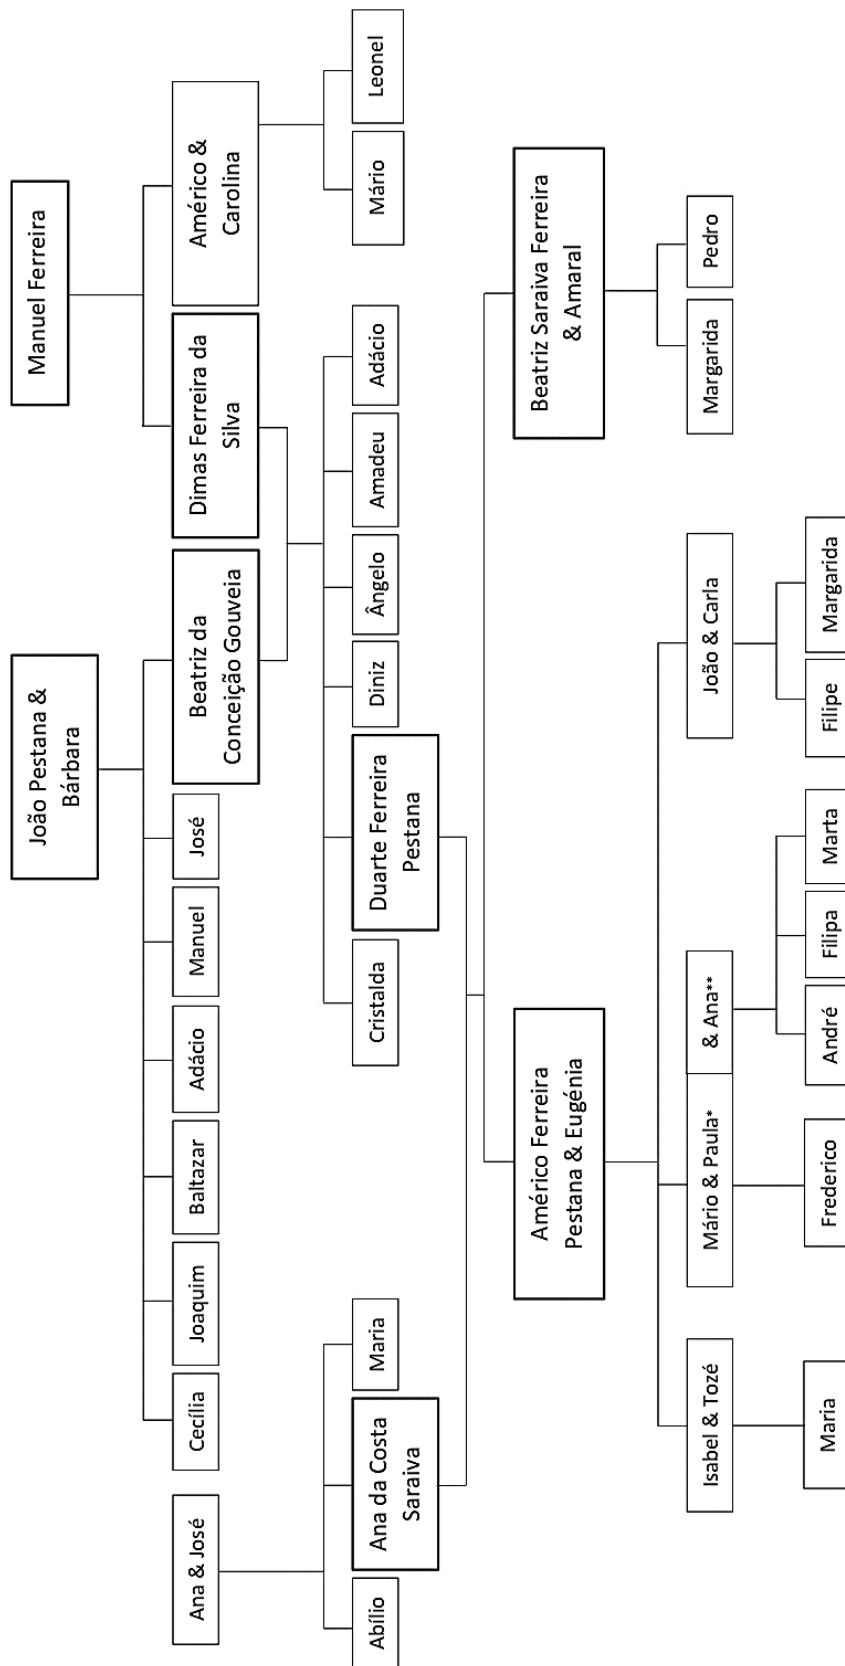 João Pestana &
Bárbara
Manuel Ferreira
Ana & José
Cecília
Joaquim
Baltazar
Adácio
Manuel
José
Beatriz da
Conceição Gouveia
Dimas Ferreira da
Silva
Américo &
Carolina
Abílio
Ana da Costa
Saraiva
Maria
Cristalda
Duarte Ferreira
Pestana
Diniz
Ângelo
Amadeu
Adácio
Mário
Leonel
Américo Ferreira
Pestana & Eugénia
Beatriz Saraiva Ferreira
& Amaral
Isabel & Tozé
Mário & Paula*
& Ana**
João & Carla
Margarida
Pedro
Maria
Frederico
André
Filipa
Marta
Filipe
Margarida